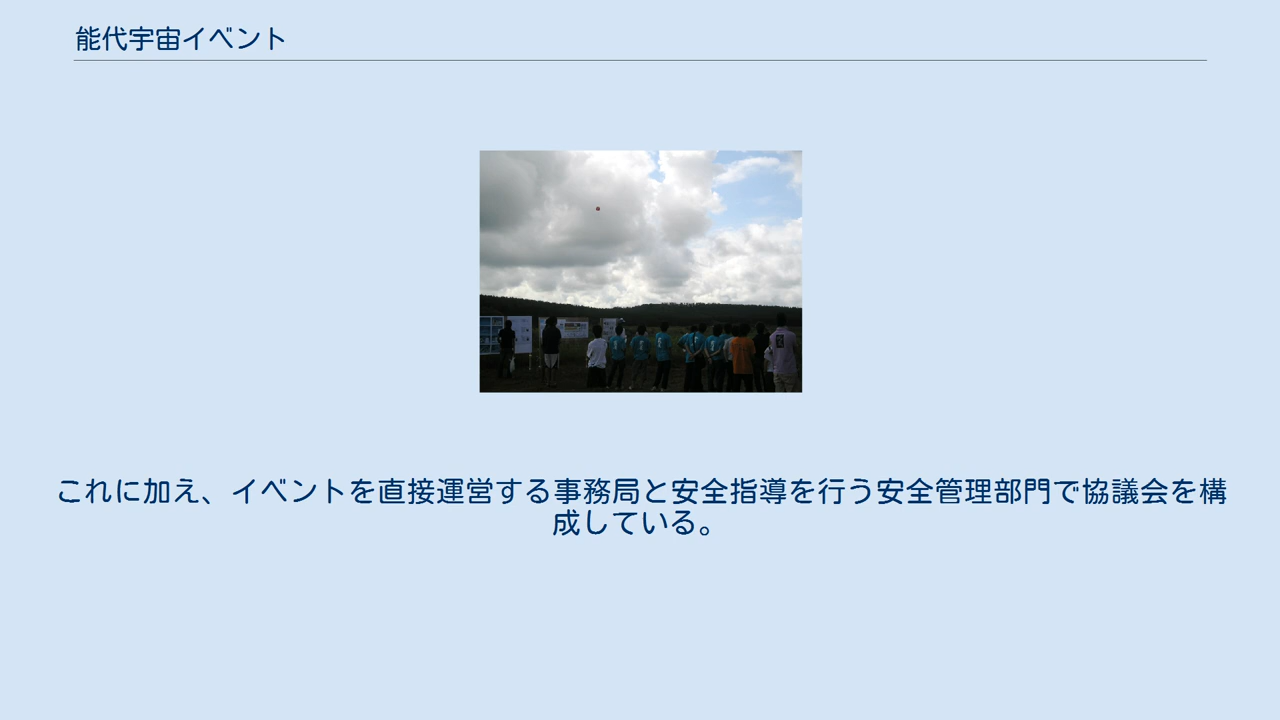 能代宇宙イベント
これに加え、イベントを直接運営する事務局と安全指導を行う安全管理部門で協議会を構
成している。